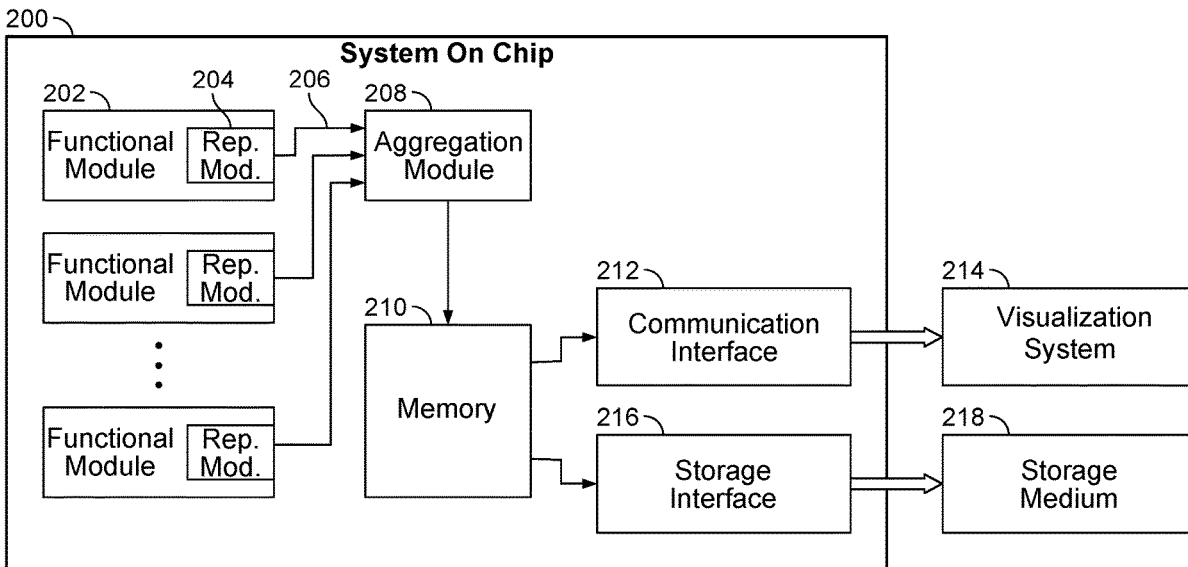 200
System On Chip
202
204
206
208
Functional
Module
Rep.
Mod.
Aggregation
Module
Functional
Module
Rep.
Mod.
210
212
214
Memory
Communication
Interface
Visualization
System
Functional
Module
Rep.
Mod.
216
218
Storage
Interface
Storage
Medium